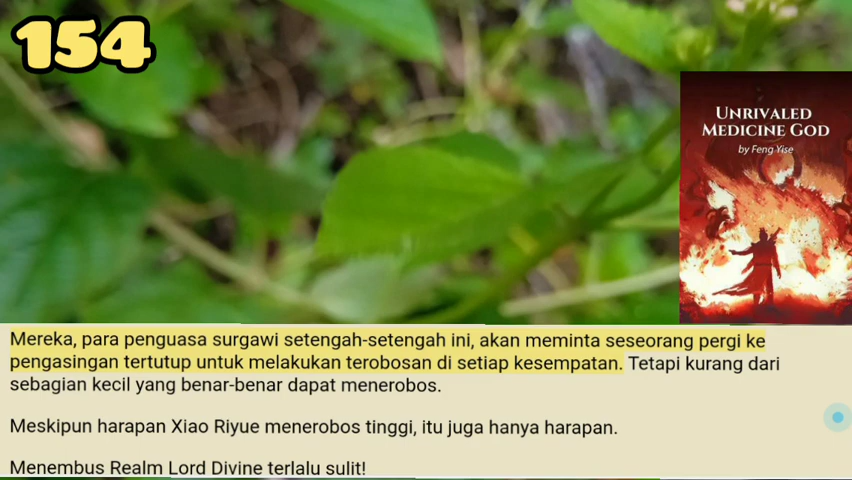 154
UNRIVALED
MEDICINE GOD
by Feng Yise
Mereka, para penguasa surgawi setengah-setengah ini, akan meminta seseorang pergi ke
pengasingan tertutup untuk melakukan terobosan di setiap kesempatan. Tetapi kurang dari
sebagian kecil yang benar-benar dapat menerobos.
Meskipun harapan Xiao Riyue menerobos tinggi, itu juga hanya harapan.
Menembus Realm Lord Divine terlalu sulit!